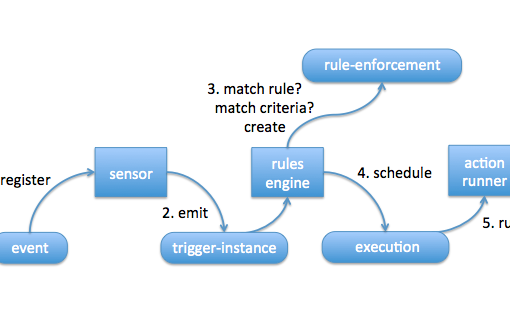 rule-enforcement
3. match rule?
match criteria?
create
register
sensor
rules
engine
4. schedule
action
runner
2. emit
5.
event
trigger-instance
execution